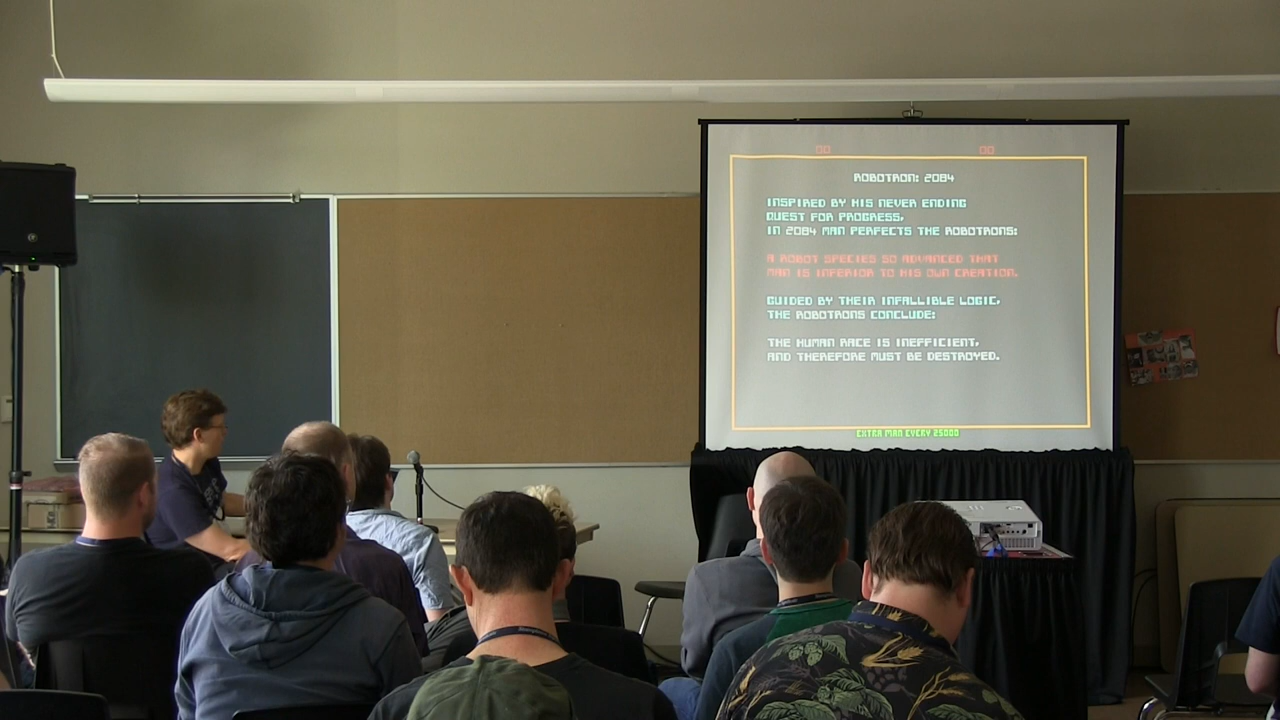 00 00
ROBOTRON: 2084
INSPIRED BY HIS NEVER ENDING
QUEST FOR PROGRESS,
IN 2084 MAN PERFECTS THE ROBOTRONS:
A ROBOT SPECIES SO ADVANCED THAT
MAN IS INFERIOR TO HIS OWN CREATION.
GUIDED BY THEIR INFALLIBLE LOGIC,
THE ROBOTRONS CONCLUDE:
THE HUMAN RACE IS INEFFICIENT,
AND THEREFORE MUST BE DESTROYED.
EXTRA MAN EVERY 25000